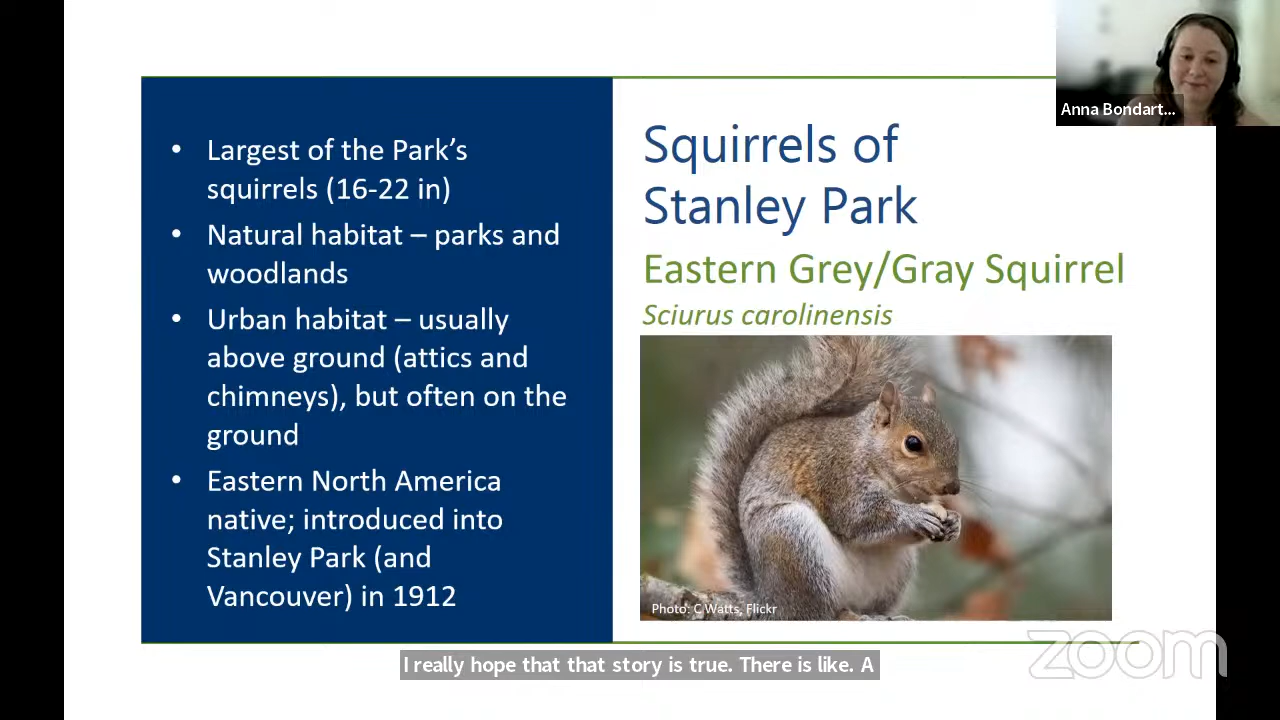 • Largest of the Park's
squirrels (16-22 in)
• Natural habitat – parks and
woodlands
• Urban habitat – usually
above ground (attics and
chimneys), but often on the
ground
• Eastern North America
native; introduced into
Stanley Park (and
Vancouver) in 1912
Squirrels of
Stanley Park
Eastern Grey/Gray Squirrel
Sciurus carolinensis
Photo: C Watts, Flickr
Anna Bondart...
I really hope that that story is true. There is like. A
zoom